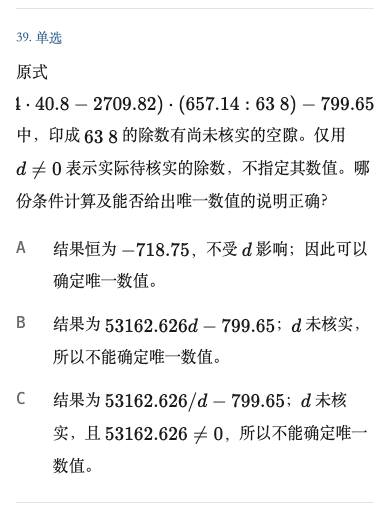 39. 单选
原式
· 40.8 − 2709.82) · (657.14 : 63 8) − 799.65
中，印成 63 8 的除数有尚未核实的空隙。仅用
d ≠ 0 表示实际待核实的除数，不指定其数值。哪
份条件计算及能否给出唯一数值的说明正确?
A 结果恒为 −718.75，不受 d 影响；因此可以
确定唯一数值。
B 结果为 53162.626d − 799.65；d 未核实，
所以不能确定唯一数值。
C 结果为 53162.626/d − 799.65；d 未核
实，且 53162.626 ≠ 0，所以不能确定唯一
数值。